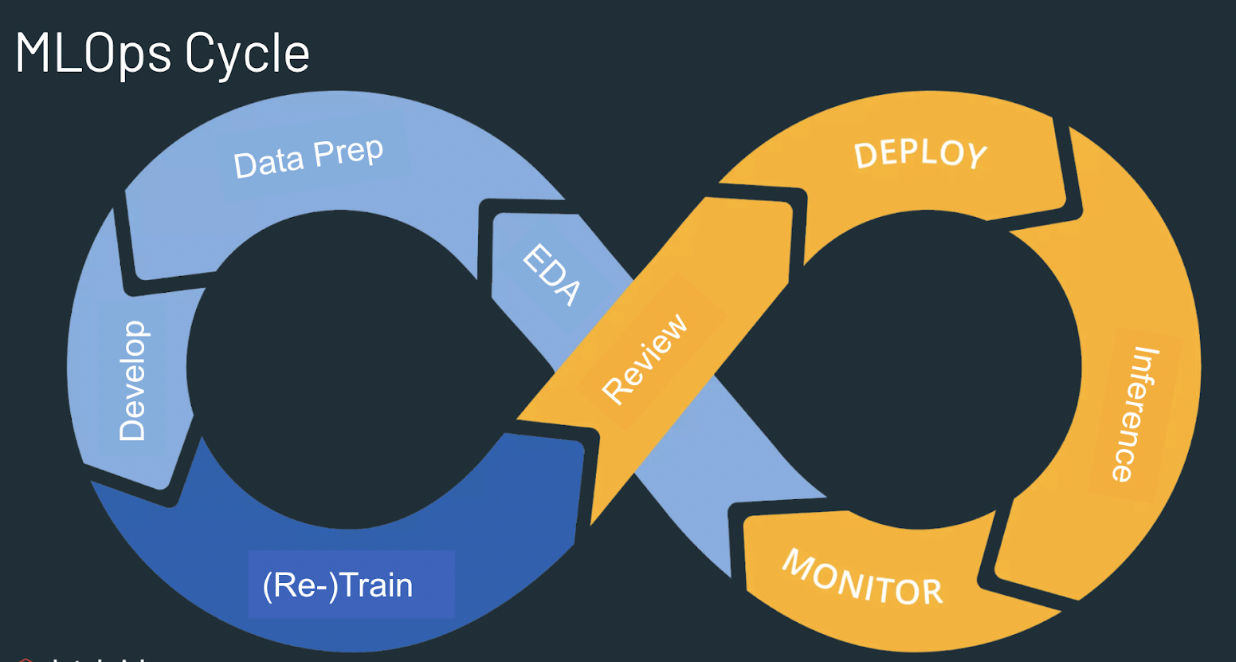 MLOps Cycle
Data Prep
DEPLOY
EDA
Review
Develop
Inference
(Re-)Train
MONITOR